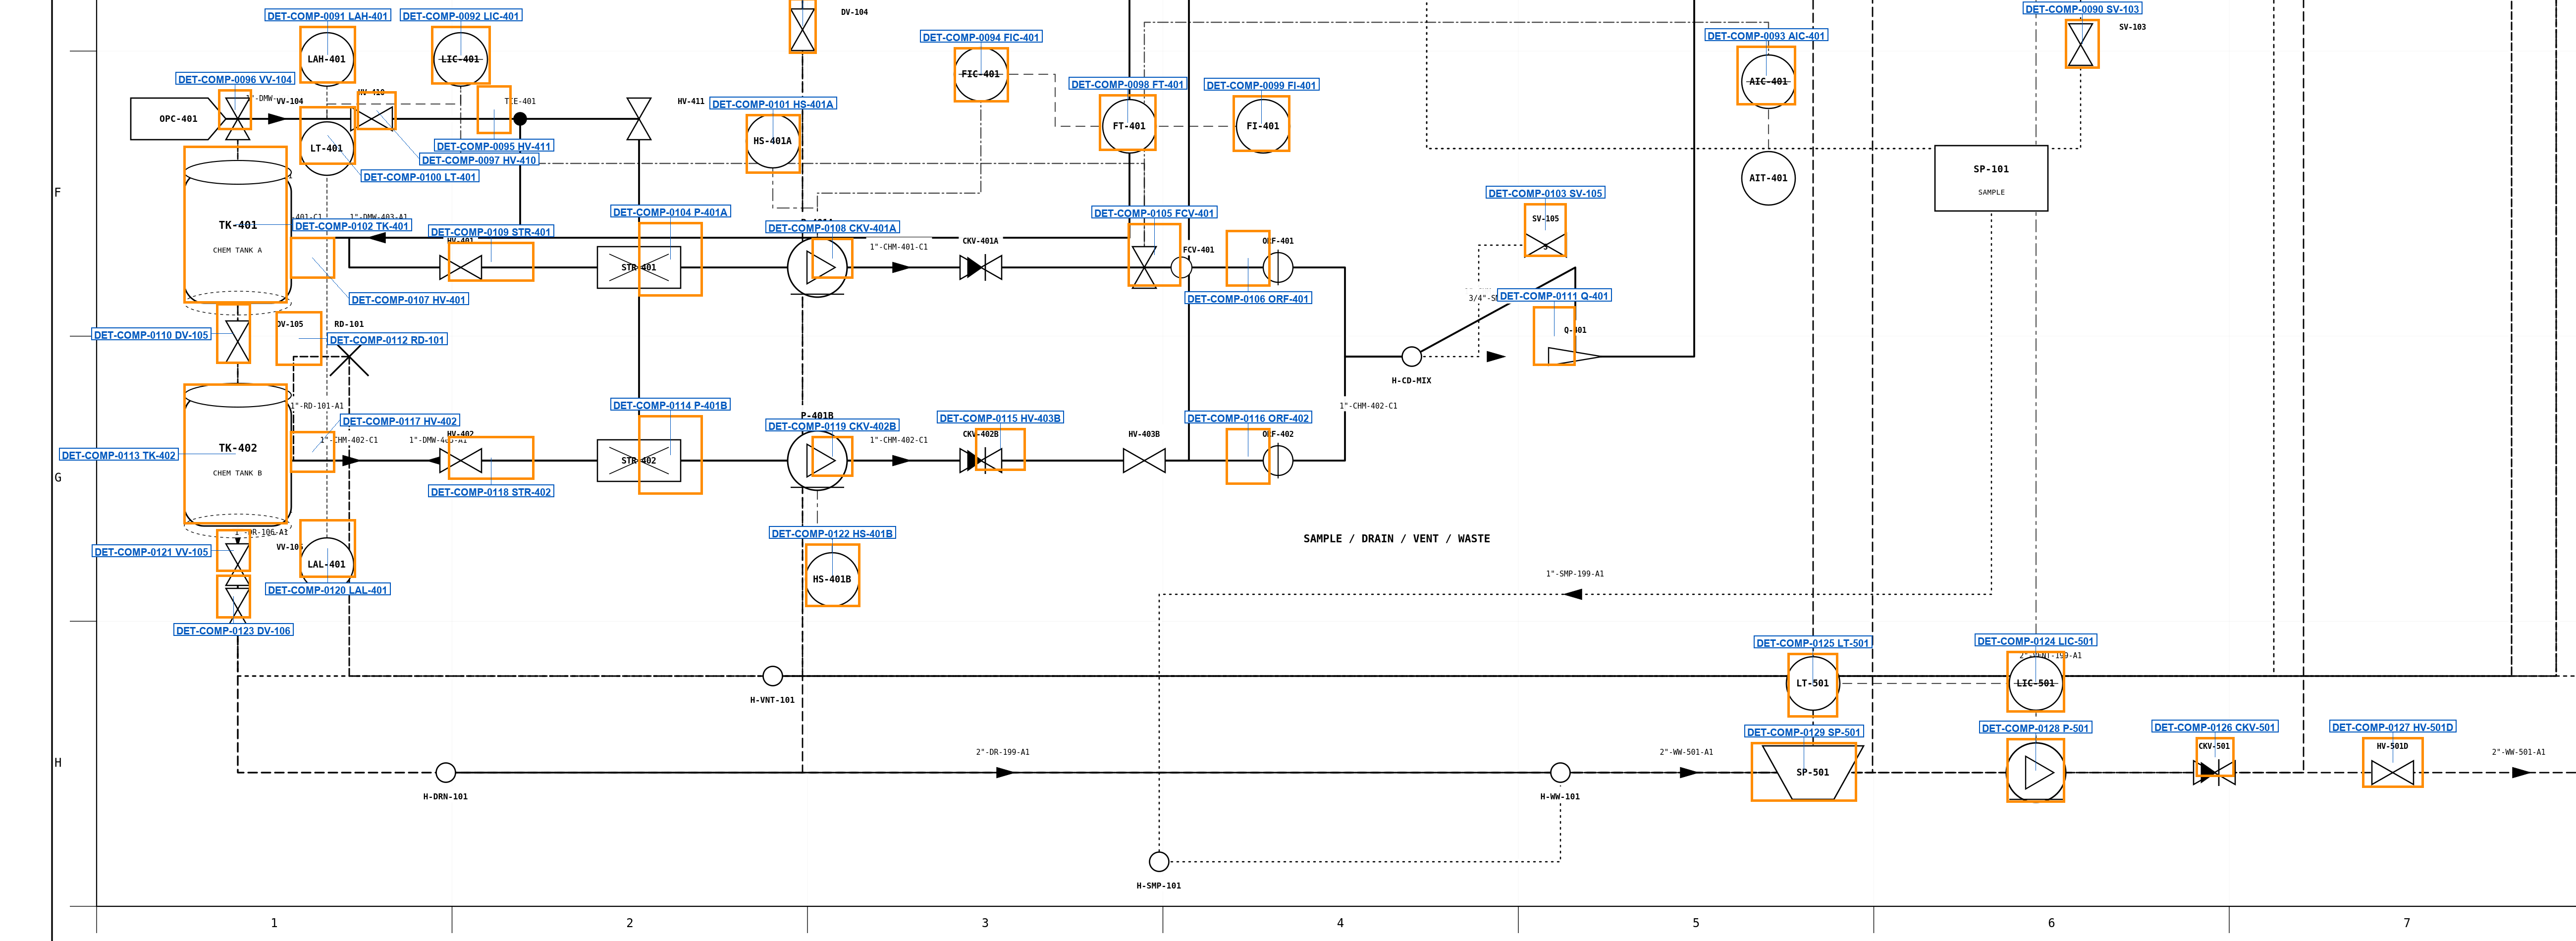 DET-COMP-0091 LAH-401
DET-COMP-0092 LIC-401
DV-104
DET-COMP-0090 SV-103
SV-103
DET-COMP-0094 FIC-401
DET-COMP-0093 AIC-401
LAH-401
LIC-401
FIC-401
AIC-401
DET-COMP-0096 VV-104
DET-COMP-0098 FT-401
DET-COMP-0099 FI-401
1"-DMW-
VV-104
HV-410
TIE-401
HV-411
DET-COMP-0101 HS-401A
OPC-401
LT-401
HS-401A
FT-401
FI-401
DET-COMP-0095 HV-411
DET-COMP-0097 HV-410
DET-COMP-0100 LT-401
SP-101
SAMPLE
AIT-401
F
DET-COMP-0103 SV-105
SV-105
TK-401
CHEM TANK A
401-C1
1"-DMW-403-A1
DET-COMP-0102 TK-401
DET-COMP-0109 STR-401
DET-COMP-0104 P-401A
DET-COMP-0108 CKV-401A
DET-COMP-0105 FCV-401
HV-401
1"-CHM-401-C1
CKV-401A
FCV-401
ORF-401
STR-401
DET-COMP-0107 HV-401
DET-COMP-0106 ORF-401
DET-COMP-0111 Q-401
Q-401
DET-COMP-0110 DV-105
DV-105
RD-101
DET-COMP-0112 RD-101
H-CD-MIX
1"-RD-101-A1
DET-COMP-0117 HV-402
DET-COMP-0114 P-401B
P-401B
DET-COMP-0119 CKV-402B
DET-COMP-0115 HV-403B
DET-COMP-0116 ORF-402
1"-CHM-402-C1
1"-CHM-402-C1
HV-402
1"-CHM-402-C1
CKV-402B
HV-403B
ORF-402
TK-402
CHEM TANK B
DET-COMP-0113 TK-402
STR-402
G
DET-COMP-0118 STR-402
DET-COMP-0122 HS-401B
SAMPLE / DRAIN / VENT / WASTE
DET-COMP-0121 VV-105
LAL-401
DET-COMP-0120 LAL-401
HS-401B
1"-SMP-199-A1
DET-COMP-0123 DV-106
DET-COMP-0125 LT-501
DET-COMP-0124 LIC-501
LT-501
LIC-501
H-VNT-101
DET-COMP-0129 SP-501
DET-COMP-0128 P-501
DET-COMP-0126 CKV-501
DET-COMP-0127 HV-501D
H
2"-DR-199-A1
2"-WW-501-A1
CKV-501
HV-501D
2"-WW-501-A1
SP-501
H-DRN-101
H-WW-101
H-SMP-101
1
2
3
4
5
6
7